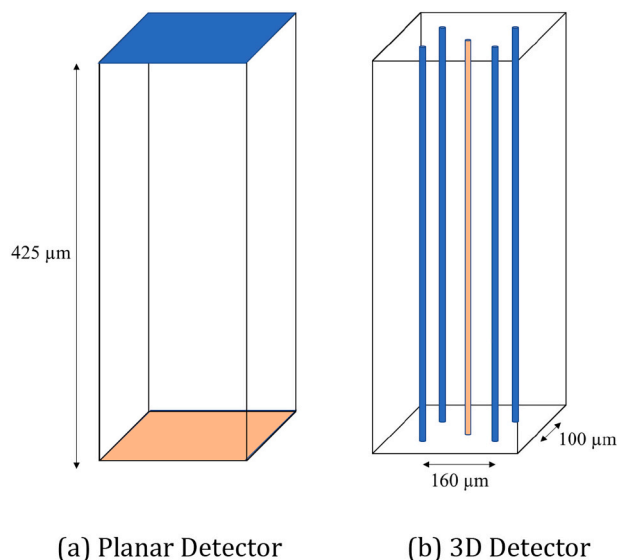 425 µm
100 µm
160 µm
(a) Planar Detector
(b) 3D Detector